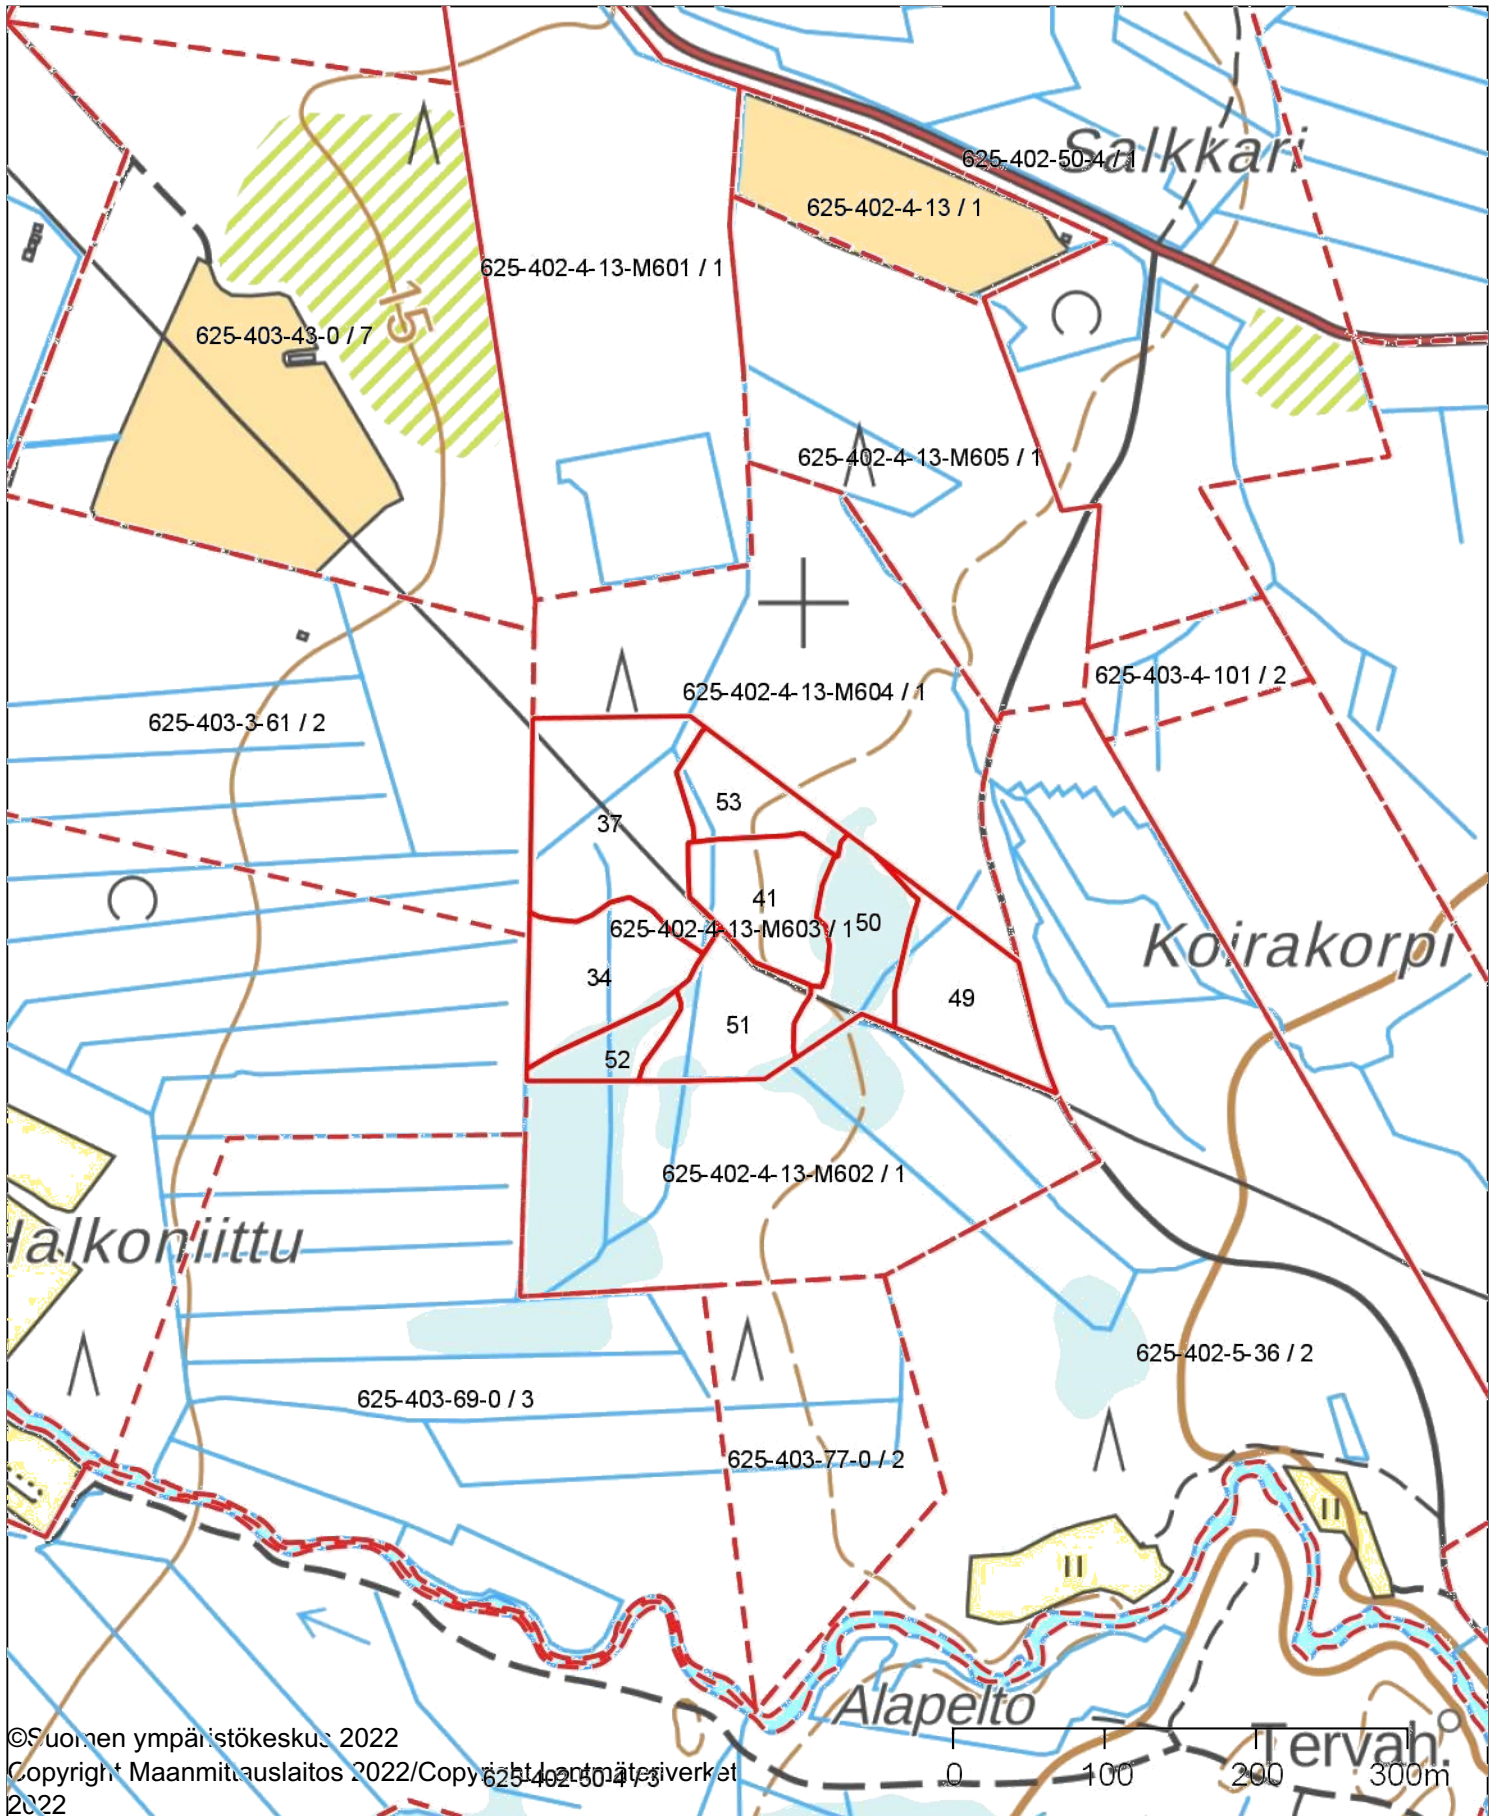 Salkkari
625-402-50-4 / 1
625-402-4-13 / 1
625-402-4-13-M601 / 1
15
625-403-43-0 / 7
625-402-4-13-M605 / 1
625-403-4-101 / 2
625-402-4-13-M604 / 1
625-403-3-61 / 2
53
37
41
50
625-402-4-13-M603 / 1
Koirakorpi
34
49
51
52
625-402-4-13-M602 / 1
Halkoniittu
625-402-5-36 / 2
625-403-69-0 / 3
625-403-77-0 / 2
Alapelto
Tervah.
©Suomen ympäristökeskus 2022
Copyright Maanmittauslaitos 2022/Copyright Lantmäteriverket
2022
625-402-50-4 / 3
0 100 200 300m